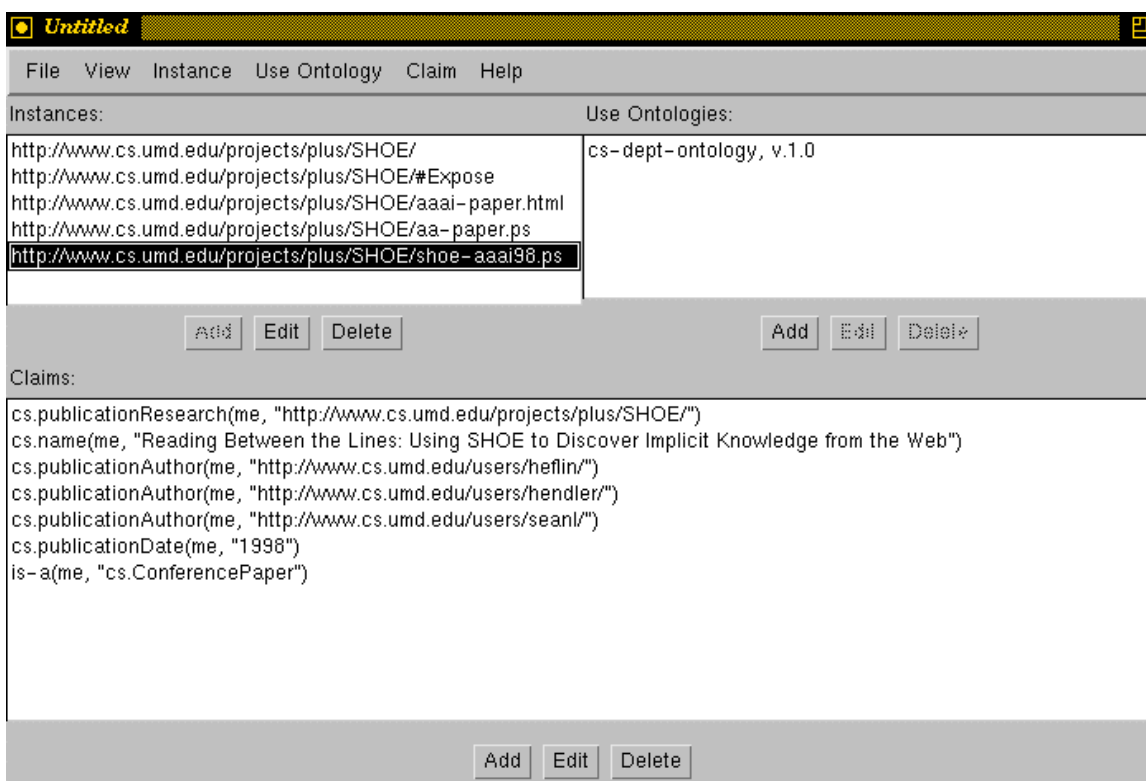 Untitled
File View Instance Use Ontology Claim Help
Instances:
http://www.cs.umd.edu/projects/plus/SHOE/
http://www.cs.umd.edu/projects/plus/SHOE/#Expose
http://www.cs.umd.edu/projects/plus/SHOE/aaai-paper.html
http://www.cs.umd.edu/projects/plus/SHOE/aa-paper.ps
http://www.cs.umd.edu/projects/plus/SHOE/shoe-aaai98.ps
Add Edit Delete
Use Ontologies:
cs-dept-ontology, v.1.0
Add Edit Delete
Claims:
cs.publicationResearch(me, "http://www.cs.umd.edu/projects/plus/SHOE/")
cs.name(me, "Reading Between the Lines: Using SHOE to Discover Implicit Knowledge from the Web")
cs.publicationAuthor(me, "http://www.cs.umd.edu/users/heflin/")
cs.publicationAuthor(me, "http://www.cs.umd.edu/users/hendler/")
cs.publicationAuthor(me, "http://www.cs.umd.edu/users/seanl/")
cs.publicationDate(me, "1998")
is-a(me, "cs.ConferencePaper")
Add Edit Delete